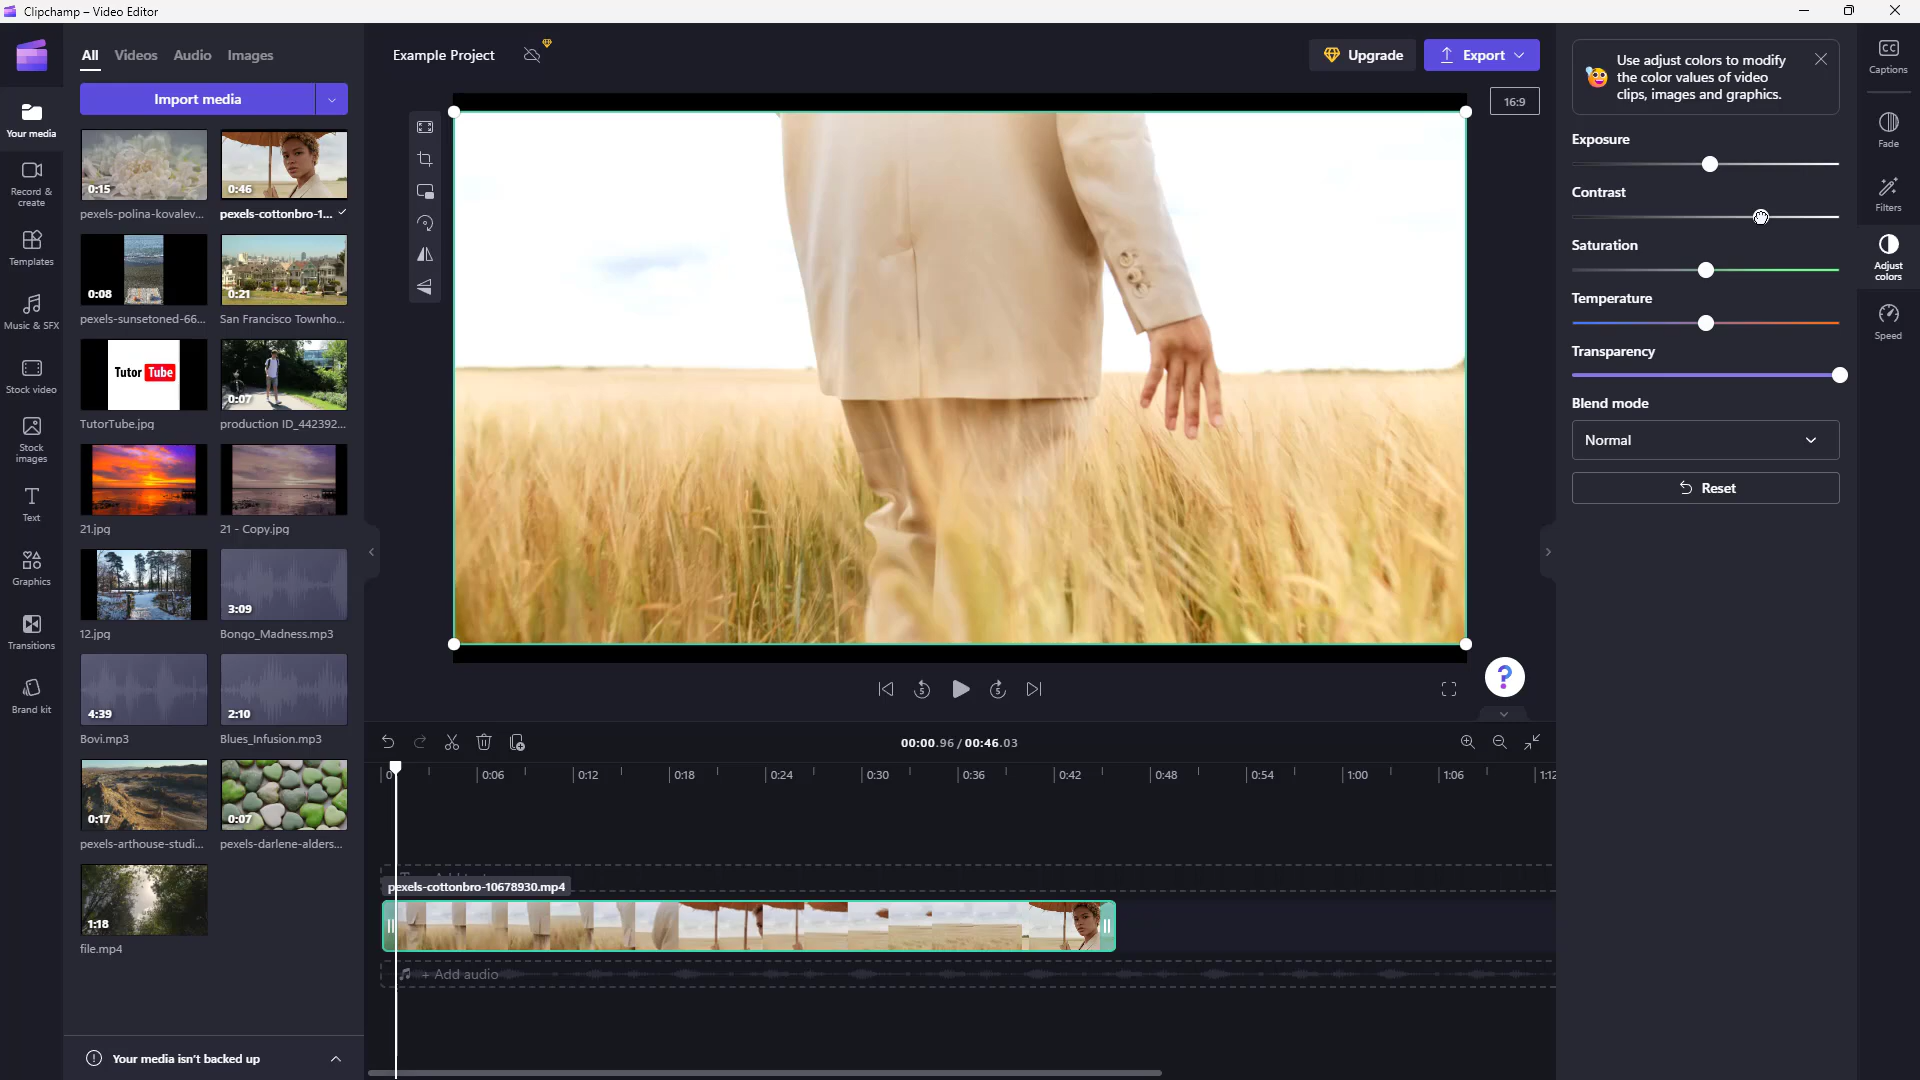 Clipchamp – Video Editor
All Videos Audio Images
Import media
Your media
Record & create
Templates
Music & SFX
Stock video
Stock images
Text
Graphics
Transitions
Brand kit
0:15
0:46
pexels-polina-kovalev...
pexels-cottonbro-1...
0:08
0:21
pexels-sunsetoned-66...
San Francisco Townho...
Tutor Tube
0:07
TutorTube.jpg
production ID_442392...
21.jpg
21 - Copy.jpg
3:09
12.jpg
Bongo_Madness.mp3
4:39
2:10
Bovi.mp3
Blues_Infusion.mp3
0:17
0:07
pexels-arthouse-studi...
pexels-darlene-alders...
1:18
file.mp4
Your media isn't backed up
Example Project
Upgrade
Export
16:9
5
5
?
00:00.96 / 00:46.03
0 0:06 0:12 0:18 0:24 0:30 0:36 0:42 0:48 0:54 1:00 1:06 1:12
pexels-cottonbro-10678930.mp4
+ Add audio
Use adjust colors to modify
the color values of video
clips, images and graphics.
Exposure
Contrast
Saturation
Temperature
Transparency
Blend mode
Normal
Reset
CC
Captions
Fade
Filters
Adjust
colors
Speed